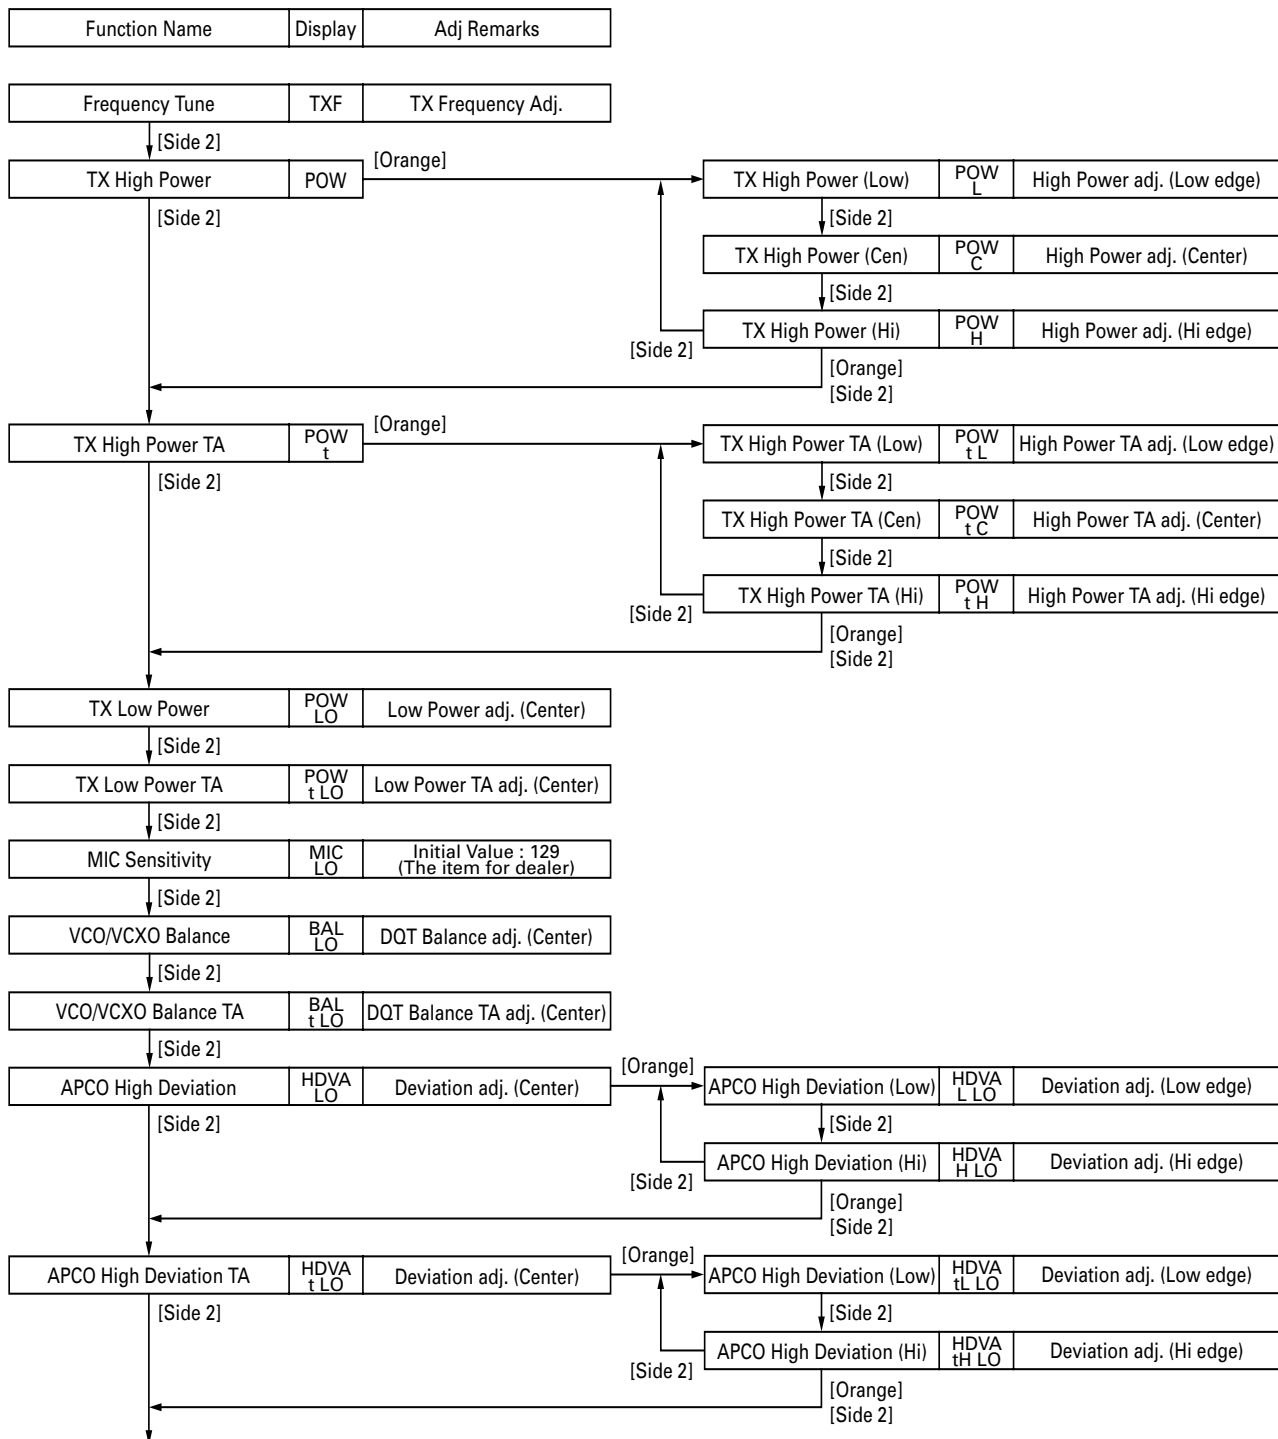 Function Name Display Adj Remarks
Frequency Tune TXF TX Frequency Adj.
[Side 2]
TX High Power POW
[Orange]
TX High Power (Low) POW L High Power adj. (Low edge)
[Side 2]
[Side 2]
TX High Power (Cen) POW C High Power adj. (Center)
[Side 2]
TX High Power (Hi) POW H High Power adj. (Hi edge)
[Side 2]
[Orange]
[Side 2]
TX High Power TA POW t
[Orange]
TX High Power TA (Low) POW t L High Power TA adj. (Low edge)
[Side 2]
[Side 2]
TX High Power TA (Cen) POW t C High Power TA adj. (Center)
[Side 2]
TX High Power TA (Hi) POW t H High Power TA adj. (Hi edge)
[Side 2]
[Orange]
[Side 2]
TX Low Power POW LO Low Power adj. (Center)
[Side 2]
TX Low Power TA POW t LO Low Power TA adj. (Center)
[Side 2]
MIC Sensitivity MIC LO Initial Value : 129 (The item for dealer)
[Side 2]
VCO/VCXO Balance BAL LO DQT Balance adj. (Center)
[Side 2]
VCO/VCXO Balance TA BAL t LO DQT Balance TA adj. (Center)
[Side 2]
APCO High Deviation HDVA LO Deviation adj. (Center)
[Orange]
APCO High Deviation (Low) HDVA L LO Deviation adj. (Low edge)
[Side 2]
[Side 2]
APCO High Deviation (Hi) HDVA H LO Deviation adj. (Hi edge)
[Side 2]
[Orange]
[Side 2]
APCO High Deviation TA HDVA t LO Deviation adj. (Center)
[Orange]
APCO High Deviation (Low) HDVA tL LO Deviation adj. (Low edge)
[Side 2]
[Side 2]
APCO High Deviation (Hi) HDVA tH LO Deviation adj. (Hi edge)
[Side 2]
[Orange]
[Side 2]